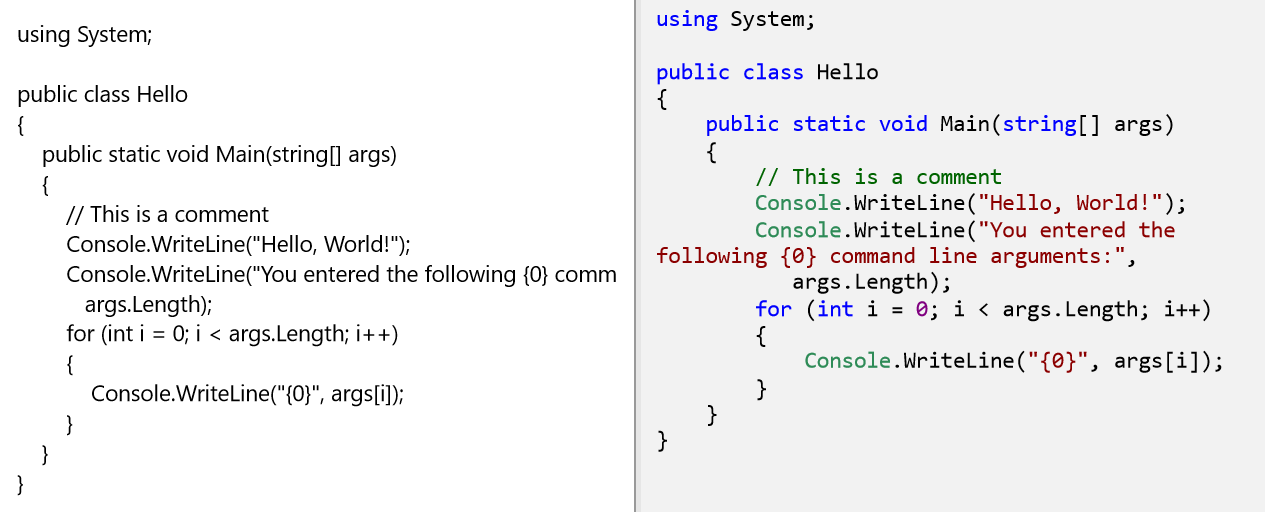 using System;
public class Hello
{
public static void Main(string[] args)
{
// This is a comment
Console.WriteLine("Hello, World!");
Console.WriteLine("You entered the following {0} comm
args.Length);
for (int i = 0; i < args.Length; i++)
{
Console.WriteLine("{0}", args[i]);
}
}
}
using System;
public class Hello
{
public static void Main(string[] args)
{
// This is a comment
Console.WriteLine("Hello, World!");
Console.WriteLine("You entered the
following {0} command line arguments:",
args.Length);
for (int i = 0; i < args.Length; i++)
{
Console.WriteLine("{0}", args[i]);
}
}
}